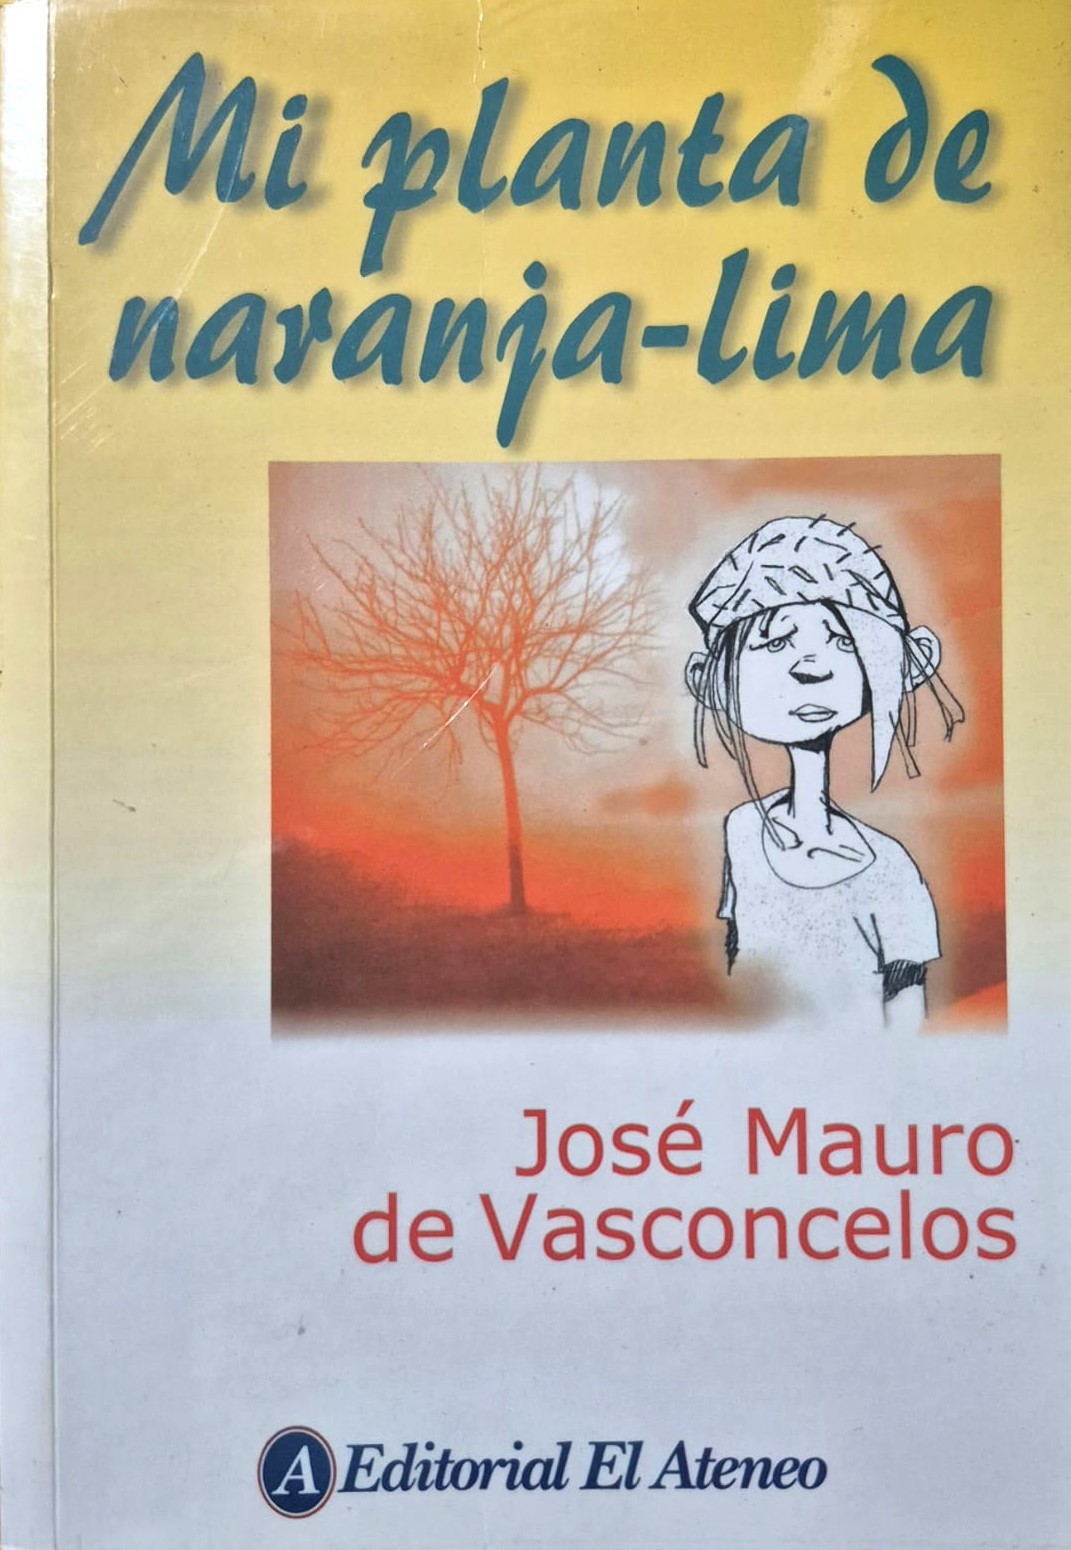 Mi planta de
naranja-lima
José Mauro
de Vasconcelos
A Editorial El Ateneo